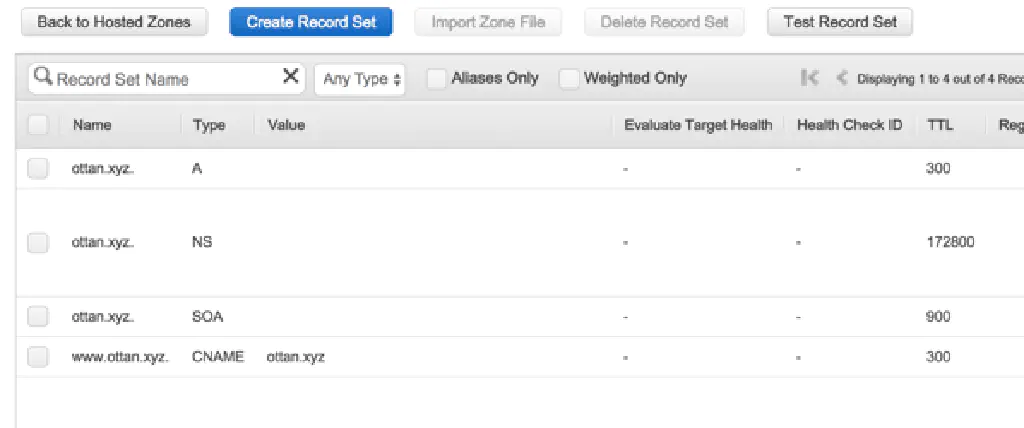 Back to Hosted Zones Create Record Set Import Zone File Delete Record Set Test Record Set
Record Set Name Any Type Aliases Only Weighted Only Displaying 1 to 4 out of 4 Reco
Name Type Value Evaluate Target Health Health Check ID TTL Reg
ottan.xyz. A - - 300
ottan.xyz. NS - - 172800
ottan.xyz. SOA - - 900
www.ottan.xyz. CNAME ottan.xyz - - 300